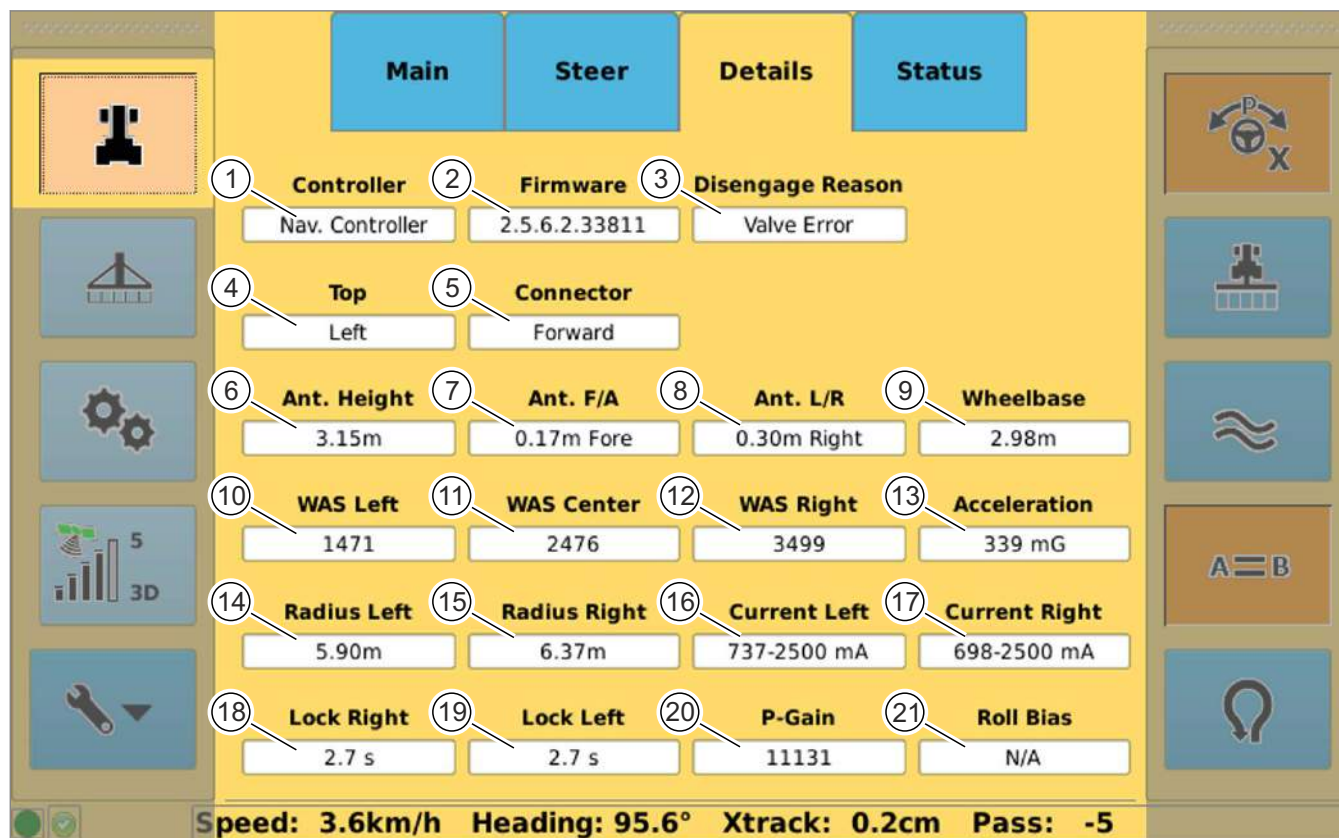 Main Steer Details Status
1 Controller 2 Firmware 3 Disengage Reason
Nav. Controller 2.5.6.2.33811 Valve Error
4 Top 5 Connector
Left Forward
6 Ant. Height 7 Ant. F/A 8 Ant. L/R 9 Wheelbase
3.15m 0.17m Fore 0.30m Right 2.98m
10 WAS Left 11 WAS Center 12 WAS Right 13 Acceleration
1471 2476 3499 339 mG
14 Radius Left 15 Radius Right 16 Current Left 17 Current Right
5.90m 6.37m 737-2500 mA 698-2500 mA
18 Lock Right 19 Lock Left 20 P-Gain 21 Roll Bias
2.7 s 2.7 s 11131 N/A
5
3D
P
X
A B
Speed: 3.6km/h Heading: 95.6° Xtrack: 0.2cm Pass: -5